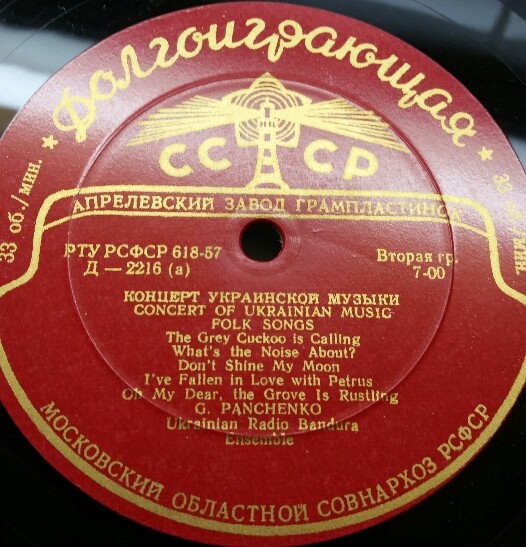 Долгоиграющая
СССР
АПРЕЛЕВСКИЙ ЗАВОД ГРАМПЛАСТИНОК
33 об./мин.
33
РТУ РСФСР 618-57
Д — 2216 (а)
Вторая гр.
7-00
КОНЦЕРТ УКРАИНСКОЙ МУЗЫКИ
CONCERT OF UKRAINIAN MUSIC
FOLK SONGS
The Grey Cuckoo is Calling
What's the Noise About?
Don't Shine My Moon
I've Fallen in Love with Petrus
Oh My Dear, the Grove Is Rustling
G. PANCHENKO
Ukrainian Radio Bandura
Ensemble
МОСКОВСКИЙ ОБЛАСТНОЙ СОВНАРХОЗ РСФСР